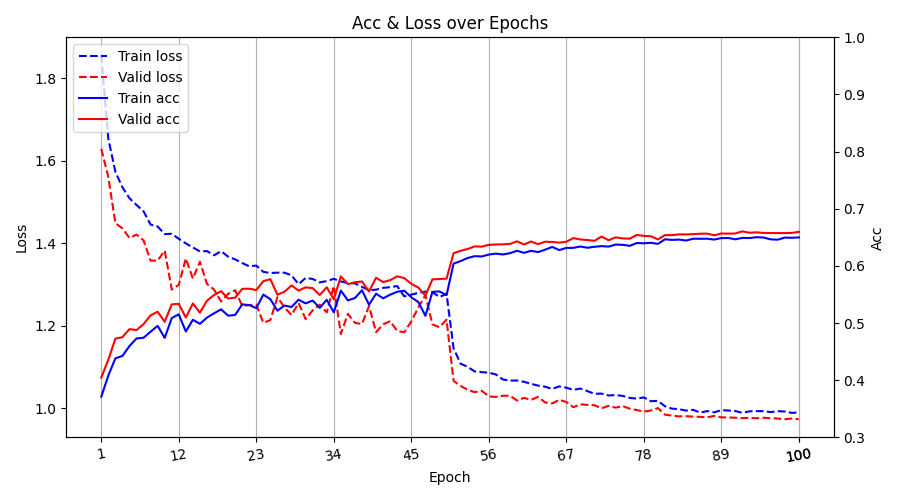 Acc & Loss over Epochs
Train loss
Valid loss
Train acc
Valid acc
Loss
1.8
1.6
1.4
1.2
1.0
Acc
1.0
0.9
0.8
0.7
0.6
0.5
0.4
0.3
1 12 23 34 45 56 67 78 89 100
Epoch